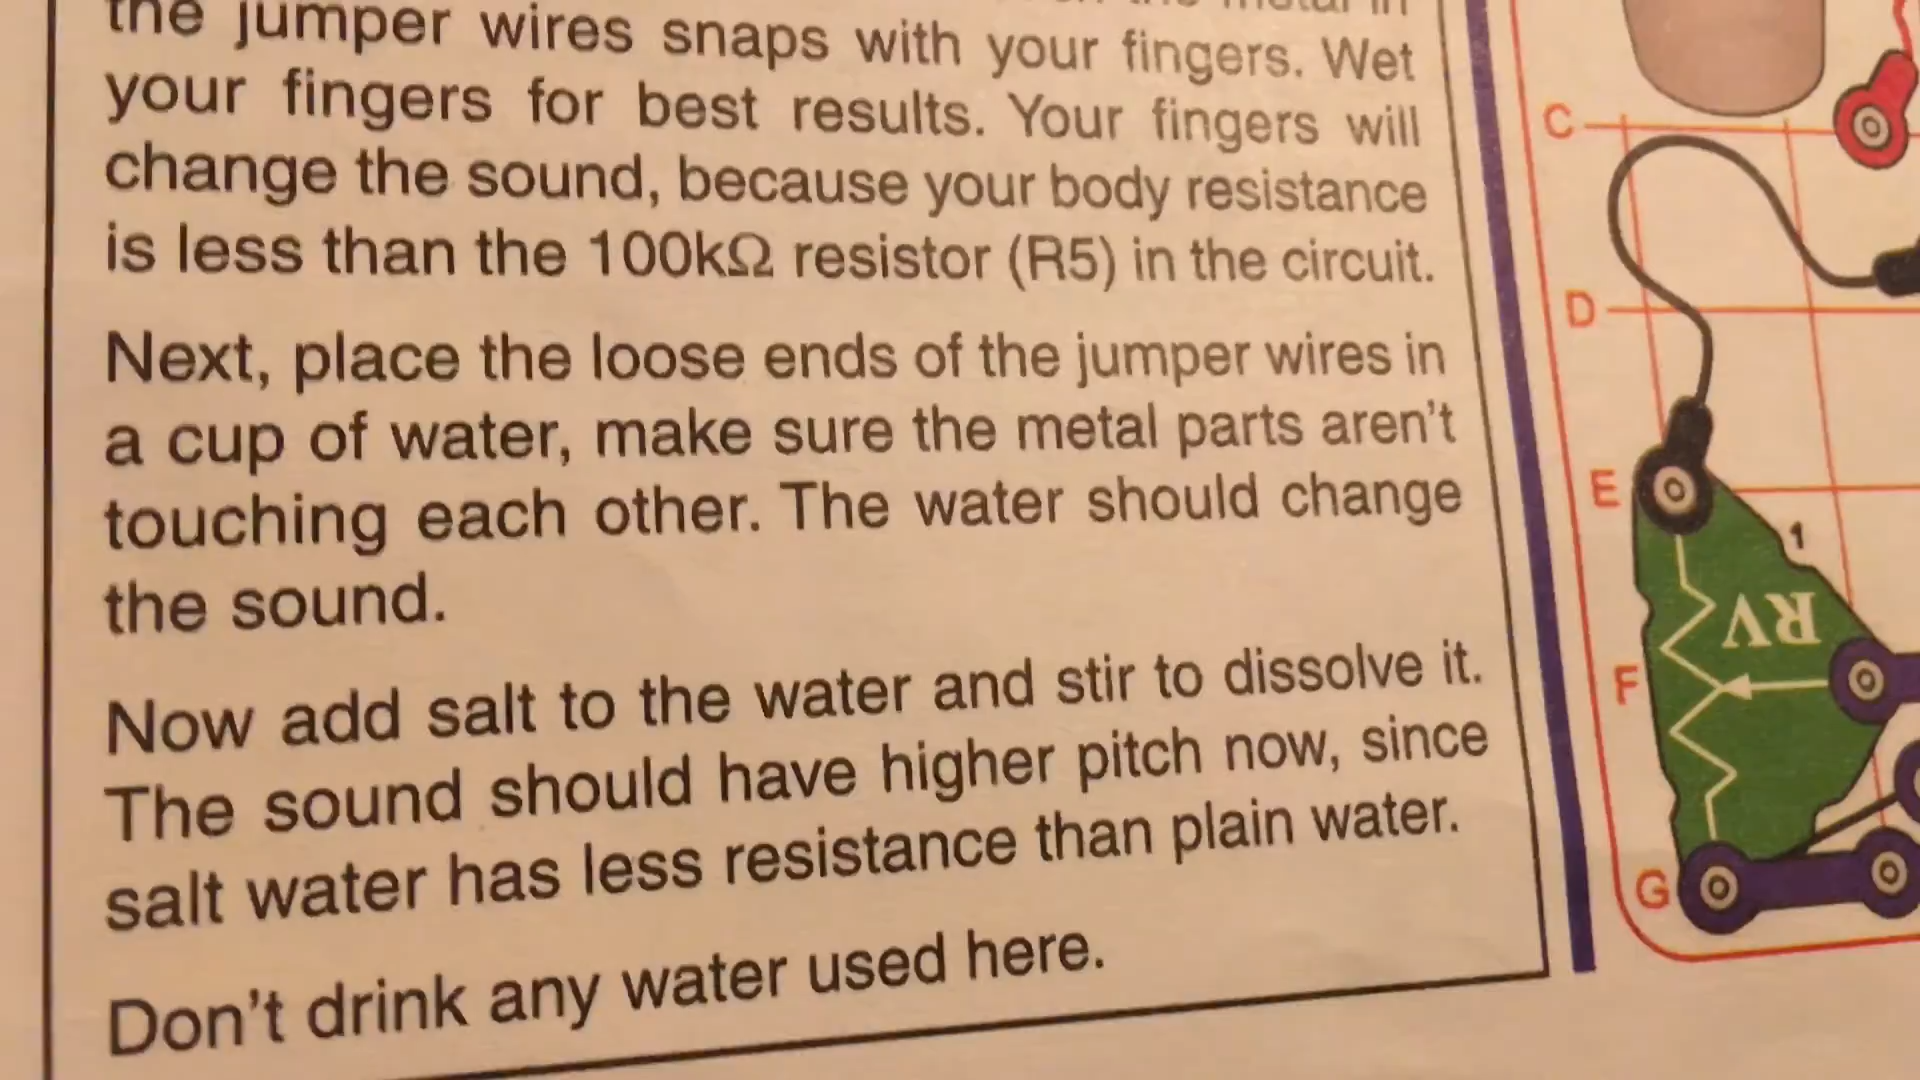 the jumper wires snaps with your fingers. Wet
your fingers for best results. Your fingers will
change the sound, because your body resistance
is less than the 100kΩ resistor (R5) in the circuit.
Next, place the loose ends of the jumper wires in
a cup of water, make sure the metal parts aren't
touching each other. The water should change
the sound.
Now add salt to the water and stir to dissolve it.
The sound should have higher pitch now, since
salt water has less resistance than plain water.
Don't drink any water used here.
C
D
E
1
RV
F
G